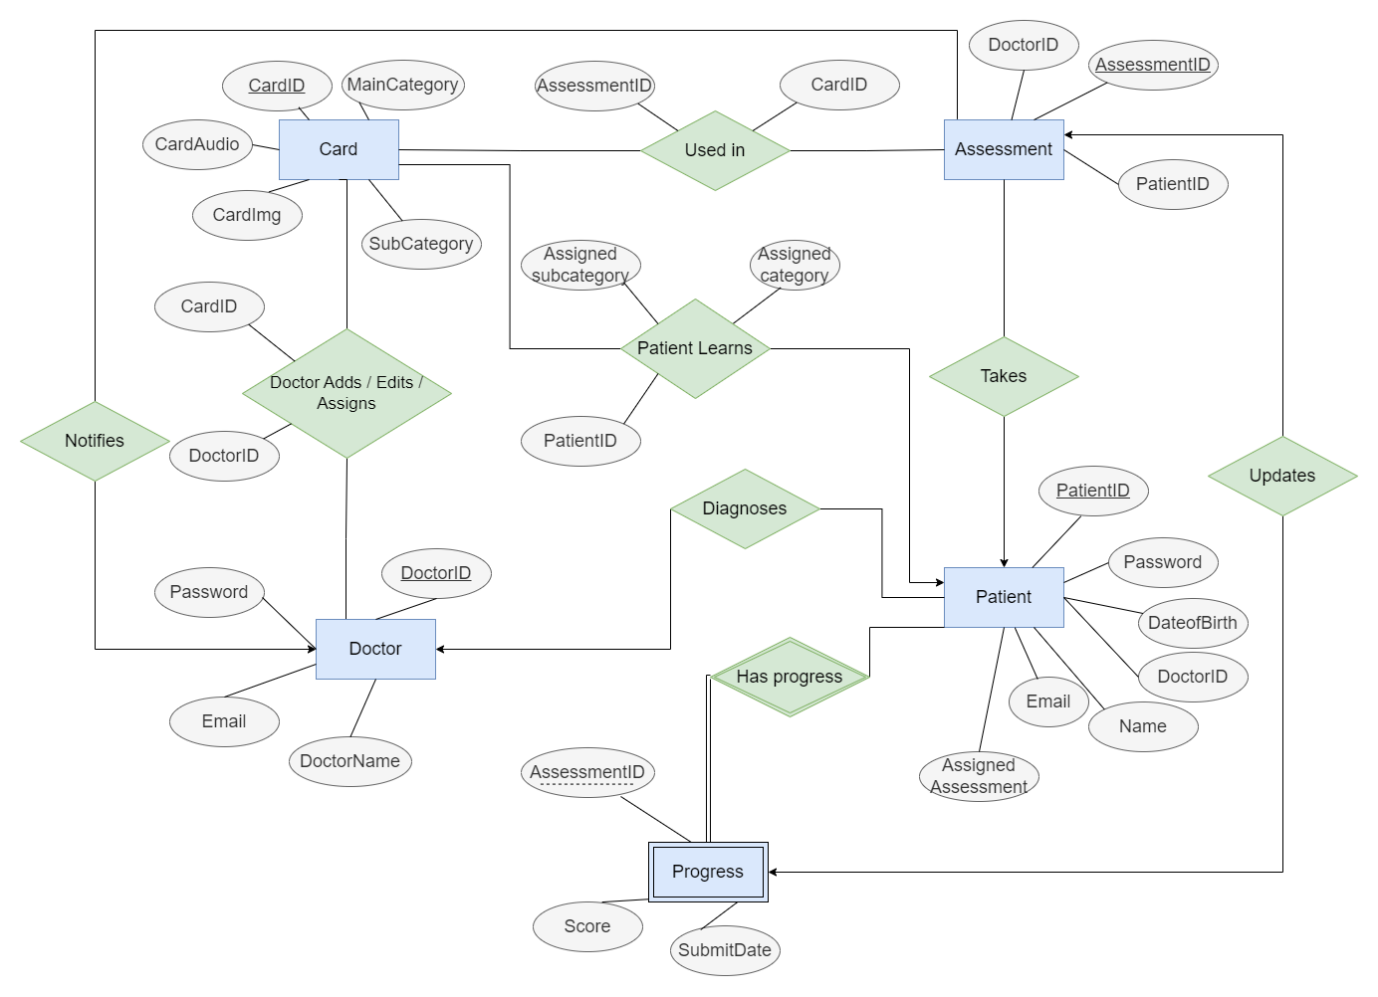 DoctorID
AssessmentID
CardID
MainCategory
AssessmentID
CardID
CardAudio
Card
Used in
Assessment
PatientID
CardImg
SubCategory
Assigned
subcategory
Assigned
category
CardID
Patient Learns
Takes
Doctor Adds / Edits /
Assigns
Notifies
DoctorID
PatientID
Updates
PatientID
Diagnoses
Password
DoctorID
Password
Patient
DateofBirth
Doctor
Has progress
DoctorID
Email
Email
Name
DoctorName
AssessmentID
Assigned
Assessment
Progress
Score
SubmitDate